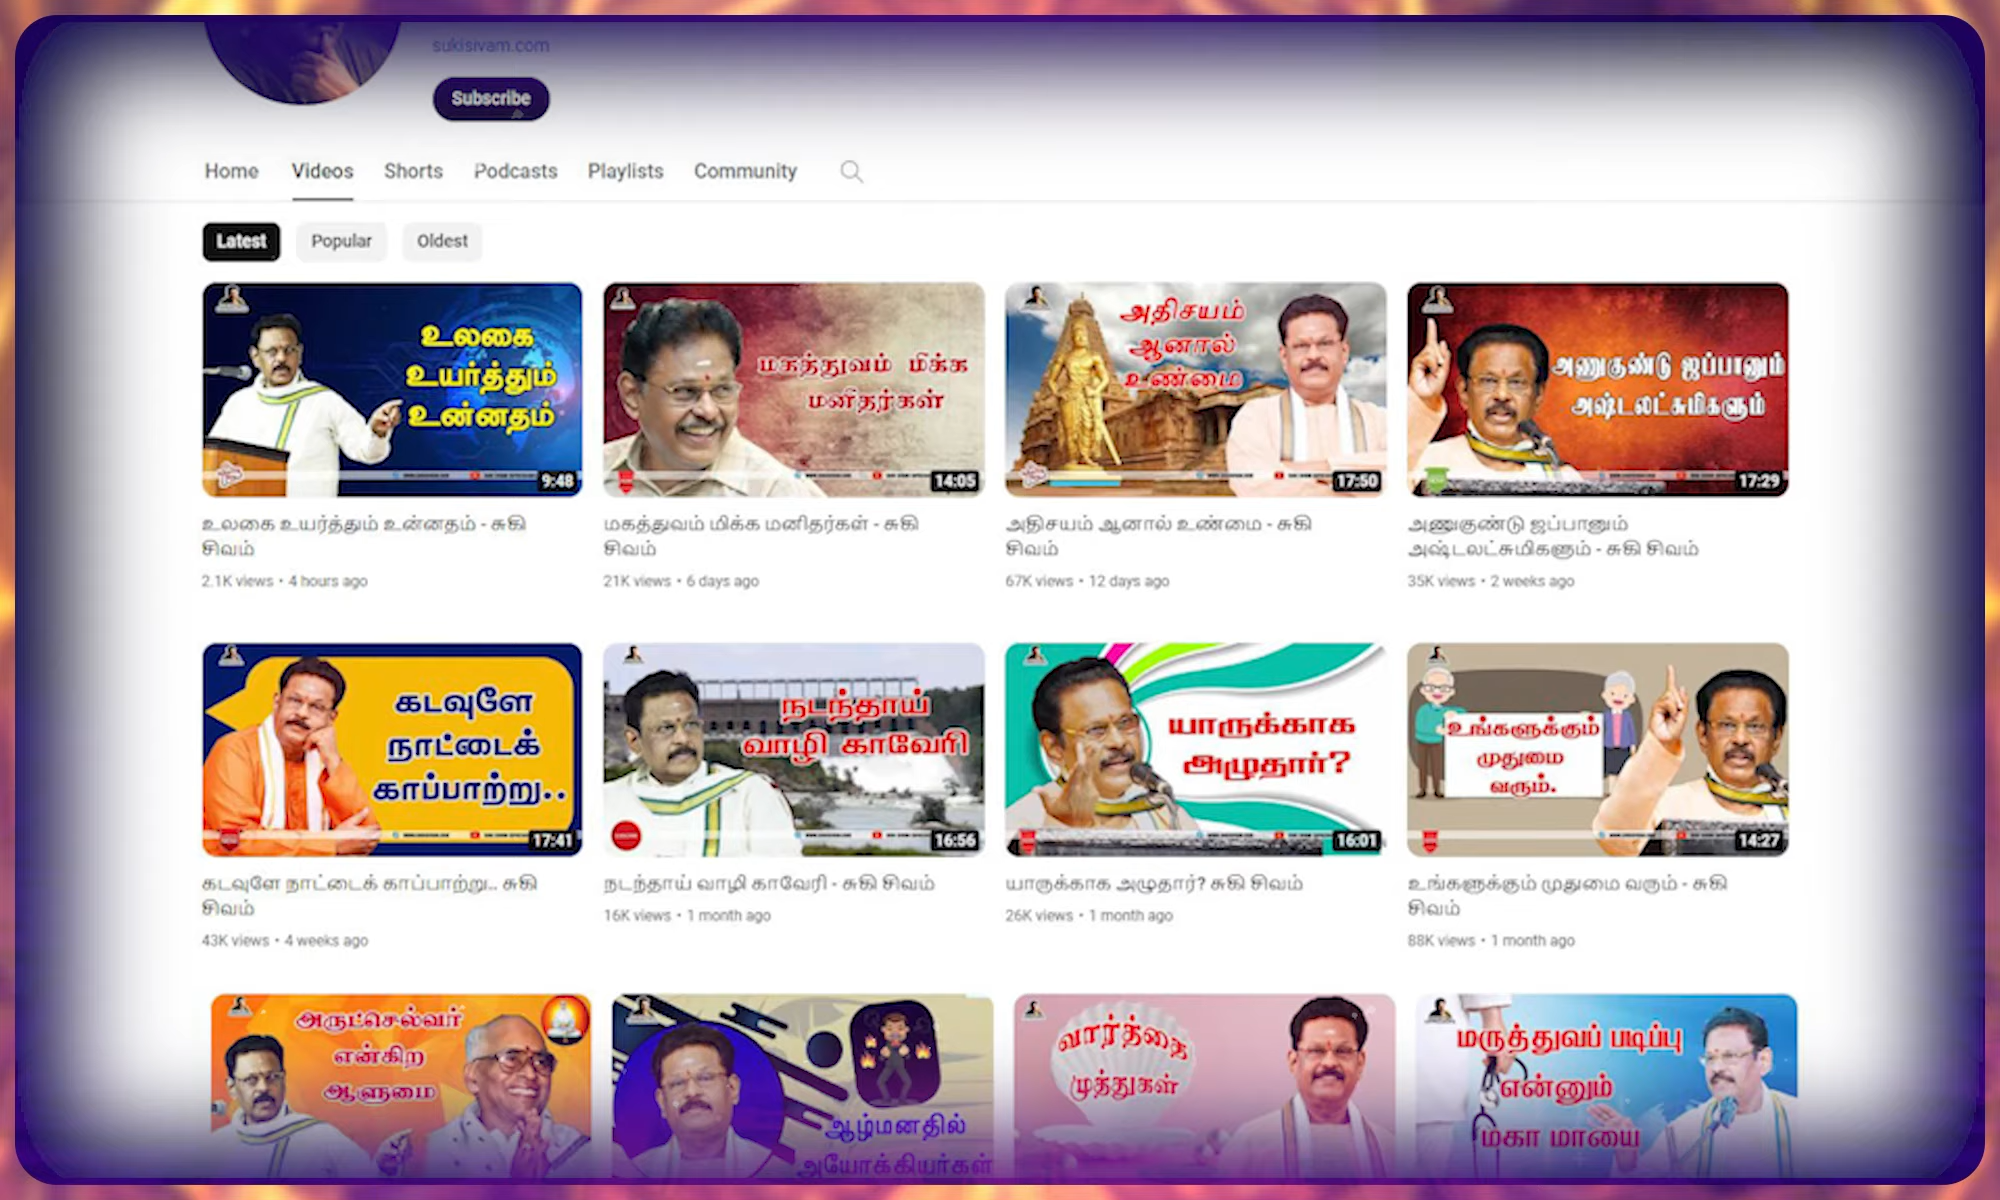 sukisivam.com
Subscribe
Home Videos Shorts Podcasts Playlists Community
Latest Popular Oldest
உலகை
உயர்த்தும்
உன்னதம்
9:48
மகத்துவம் மிக்க
மனிதர்கள்
14:05
அதிசயம்
ஆனால்
உண்மை
17:50
அணுகுண்டு ஜப்பானும்
அஷ்டலட்சுமிகளும்
17:29
உலகை உயர்த்தும் உன்னதம் - சுகி
சிவம்
2.1K views • 4 hours ago
மகத்துவம் மிக்க மனிதர்கள் - சுகி
சிவம்
21K views • 6 days ago
அதிசயம் ஆனால் உண்மை - சுகி
சிவம்
67K views • 12 days ago
அணுகுண்டு ஜப்பானும்
அஷ்டலட்சுமிகளும் - சுகி சிவம்
35K views • 2 weeks ago
கடவுளே
நாட்டைக்
காப்பாற்று..
17:41
நடந்தாய்
வாழி காவேரி
16:56
யாருக்காக
அழுதார்?
16:01
உங்களுக்கும்
முதுமை
வரும்.
14:27
கடவுளே நாட்டைக் காப்பாற்று.. சுகி
சிவம்
43K views • 4 weeks ago
நடந்தாய் வாழி காவேரி - சுகி சிவம்
16K views • 1 month ago
யாருக்காக அழுதார்? சுகி சிவம்
26K views • 1 month ago
உங்களுக்கும் முதுமை வரும் - சுகி
சிவம்
88K views • 1 month ago
அருட்செல்வர்
என்கிற
ஆளுமை
ஆழ்மனதில்
அயோக்கியர்கள்
வார்த்தை
முத்துகள்
மருத்துவப் படிப்பு
என்னும்
மகா மாயை